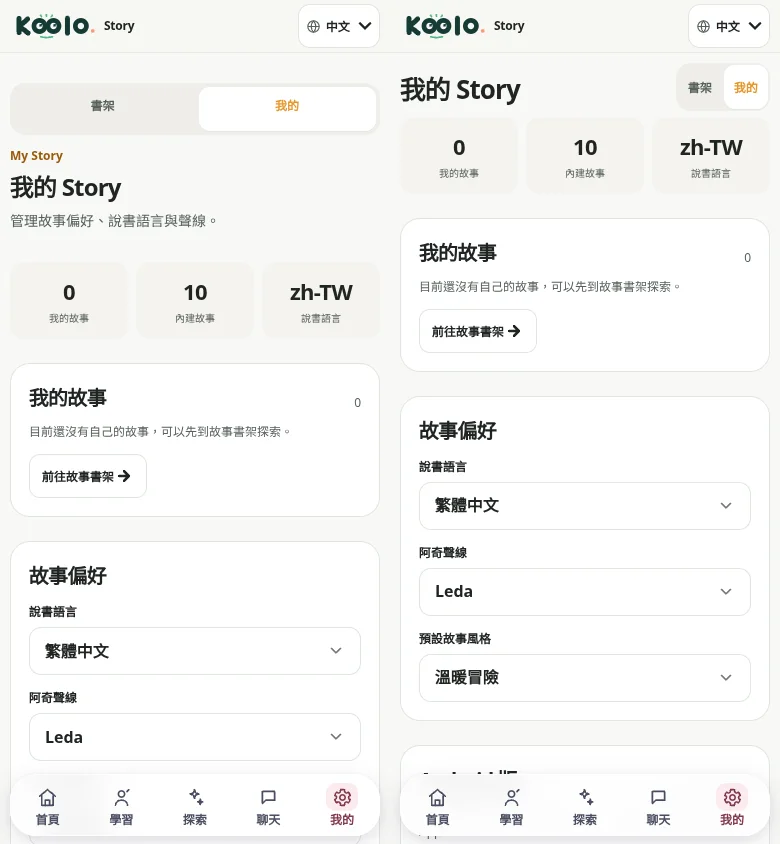 Koolo. Story
中文
書架
我的
My Story
我的 Story
管理故事偏好、說書語言與聲線。
0
我的故事
10
內建故事
zh-TW
說書語言
我的故事
0
目前還沒有自己的故事，可以先到故事書架探索。
前往故事書架
故事偏好
說書語言
繁體中文
阿奇聲線
Leda
首頁
學習
探索
聊天
我的
Koolo. Story
中文
我的 Story
書架
我的
0
我的故事
10
內建故事
zh-TW
說書語言
我的故事
0
目前還沒有自己的故事，可以先到故事書架探索。
前往故事書架
故事偏好
說書語言
繁體中文
阿奇聲線
Leda
預設故事風格
溫暖冒險
首頁
學習
探索
聊天
我的